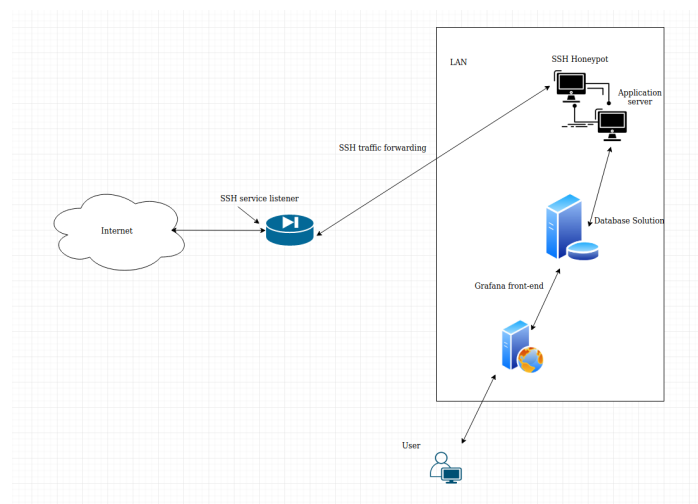 SSH Honeypot
LAN
Application
server
SSH traffic forwarding
SSH service listener
Internet
Database Solution
Grafana front-end
User